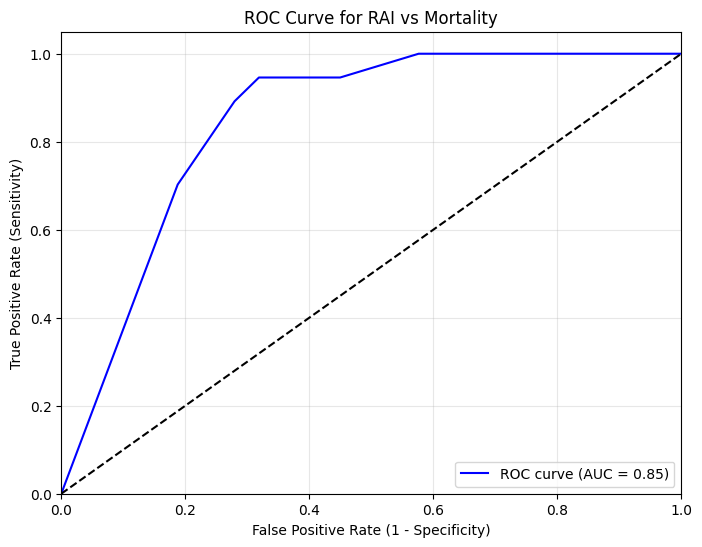 ROC Curve for RAI vs Mortality
True Positive Rate (Sensitivity)
1.0
0.8
0.6
0.4
0.2
0.0
ROC curve (AUC = 0.85)
0.0 0.2 0.4 0.6 0.8 1.0
False Positive Rate (1 - Specificity)